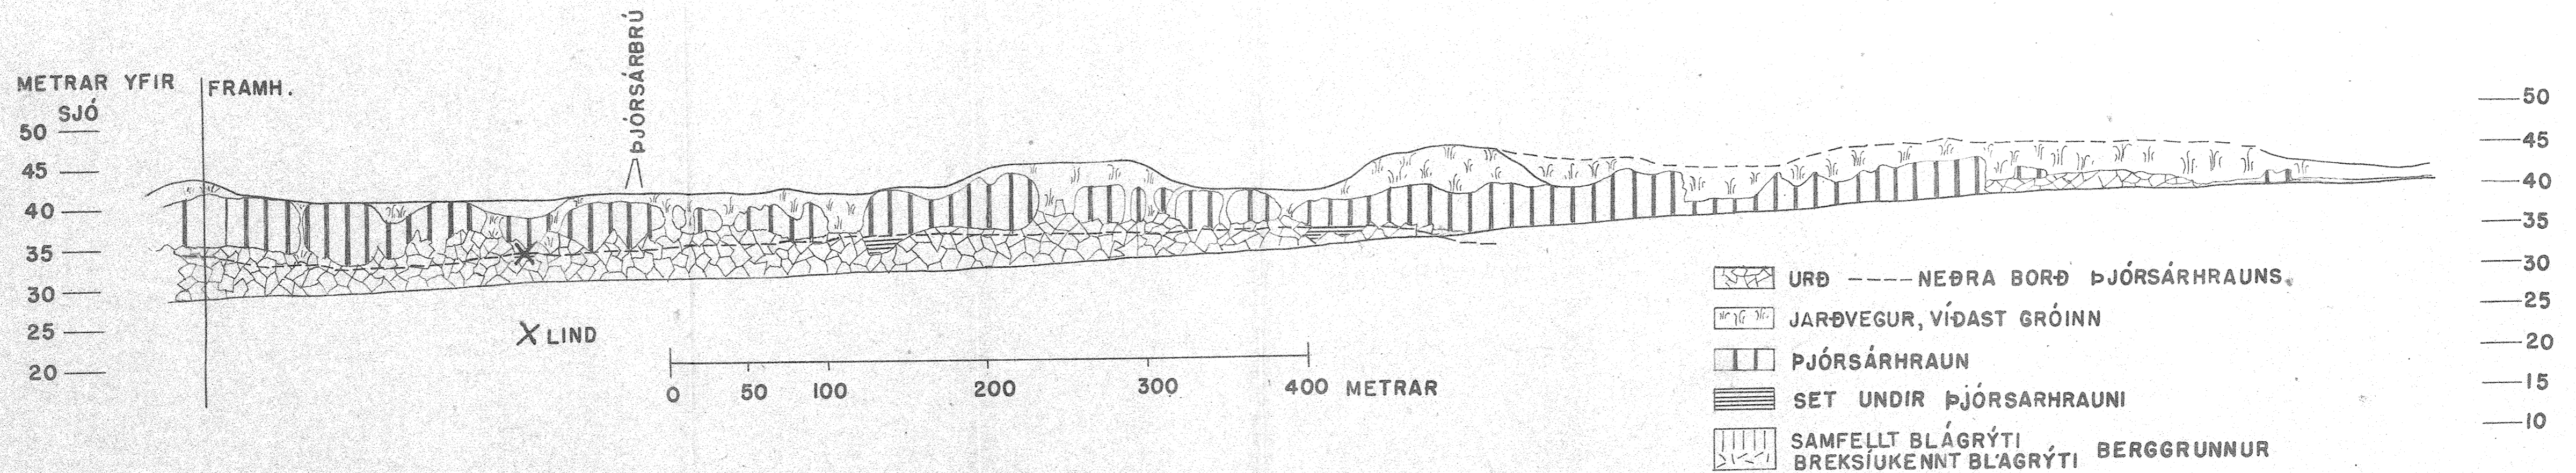 METRAR YFIR
SJÓ
FRAMH.
ÞJÓRSÁRBRÚ
50
45
40
35
30
25
20
50
45
40
35
30
25
20
15
10
X LIND
0 50 100 200 300 400 METRAR
URÐ ---- NEÐRA BORÐ ÞJÓRSÁRHRAUNS.
JARÐVEGUR, VÍÐAST GRÓINN
ÞJÓRSÁRHRAUN
SET UNDIR ÞJÓRSARHRAUNI
SAMFELLT BLÁGRÝTI
BREKSÍUKENNT BLÁGRÝTI BERGGRUNNUR